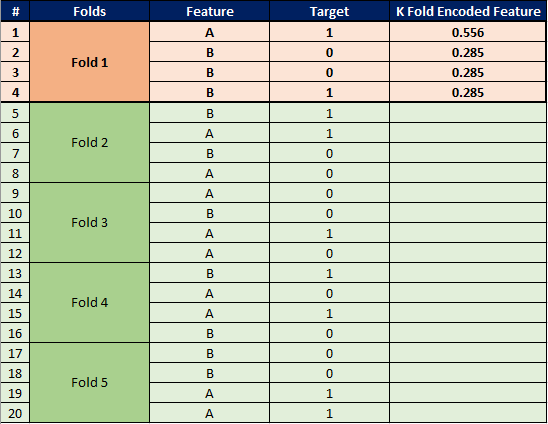 # Folds Feature Target K Fold Encoded Feature
1 A 1 0.556
2 B 0 0.285
Fold 1
3 B 0 0.285
4 B 1 0.285
5 B 1
6 A 1
Fold 2
7 B 0
8 A 0
9 A 0
10 B 0
Fold 3
11 A 1
12 A 0
13 B 1
14 A 0
Fold 4
15 A 1
16 B 0
17 B 0
18 B 0
Fold 5
19 A 1
20 A 1